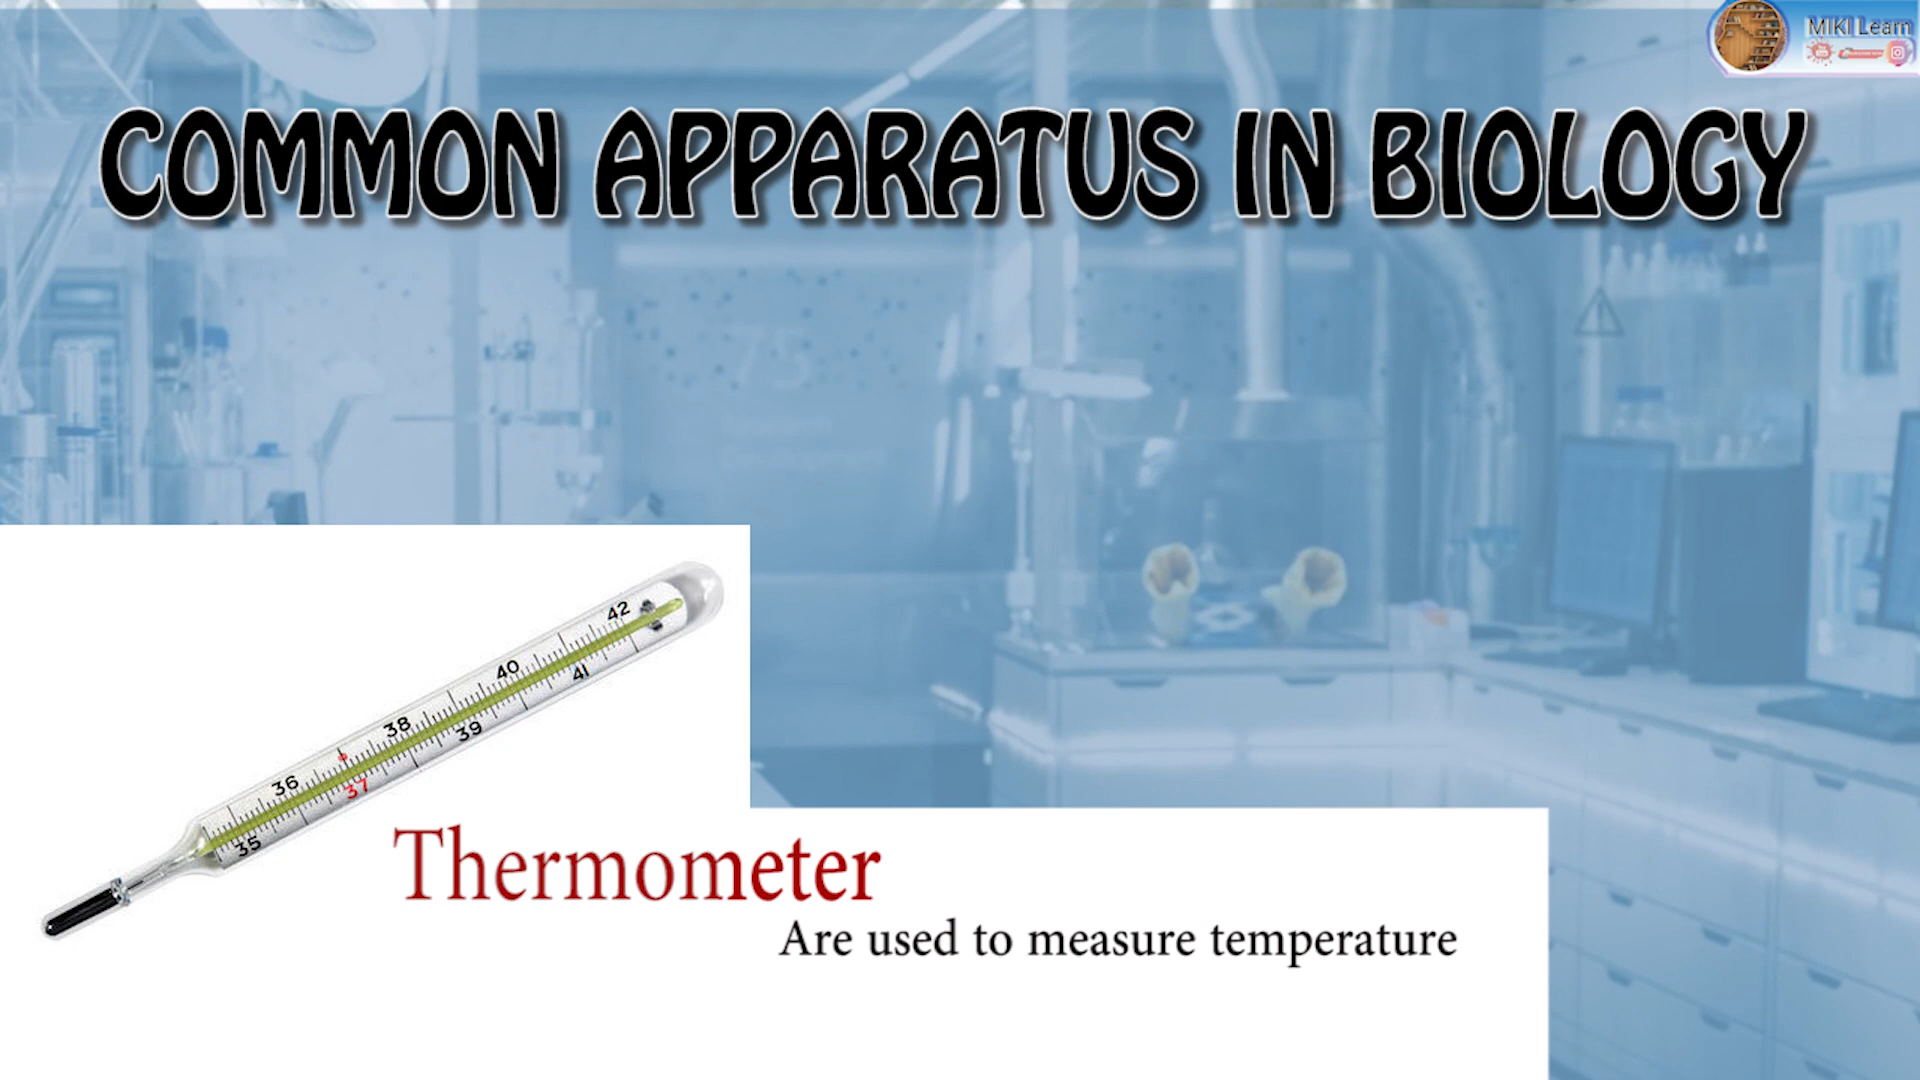 MIKI Learn
COMMON APPARATUS IN BIOLOGY
42
40
41
38
39
36
37
35
Thermometer
Are used to measure temperature